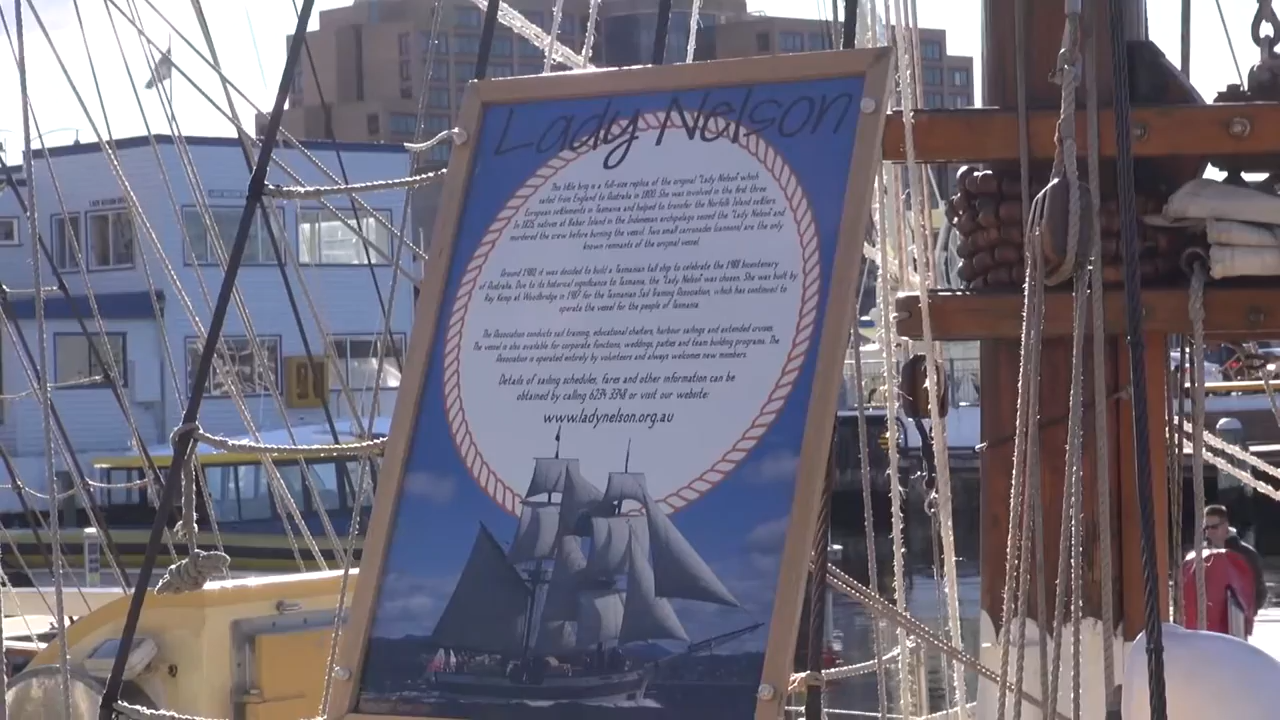 Lady Nelson
This little brig is a full-size replica of the original "Lady Nelson" which
sailed from England to Australia in 1800. She was involved in the first three
European settlements in Tasmania and helped to transfer the Norfolk Island settlers.
In 1825 natives at Baber Island in the Indonesian archipelago seized the "Lady Nelson" and
murdered the crew before burning the vessel. Two small carronades (cannons) are the only
known remnants of the original vessel.
Around 1980, it was decided to build a Tasmanian tall ship to celebrate the 1988 bicentenary
of Australia. Due to its historical significance to Tasmania, the "Lady Nelson" was chosen. She was built by
Ray Kemp at Woodbridge in 1987 for the Tasmanian Sail Training Association, which has continued to
operate the vessel for the people of Tasmania.
The Association conducts sail training, educational charters, harbour sailings and extended cruises.
The vessel is also available for corporate functions, weddings, parties and team building programs. The
Association is operated entirely by volunteers and always welcomes new members.
Details of sailing schedules, fares and other information can be
obtained by calling 6234 3348 or visit our website:
www.ladynelson.org.au